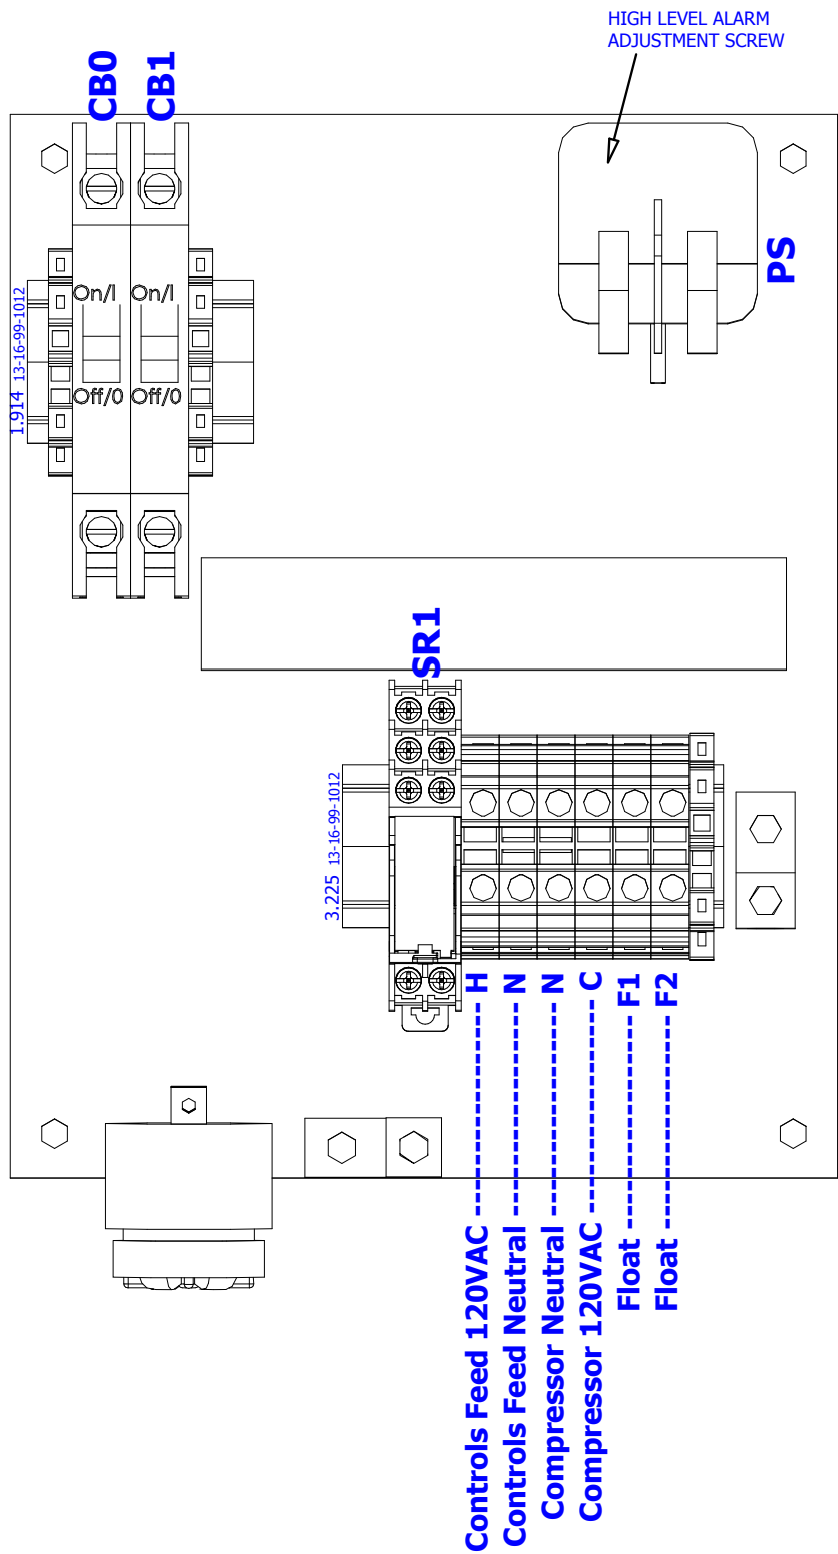 HIGH LEVEL ALARM
ADJUSTMENT SCREW
CB0
CB1
PS
On/I
On/I
Off/0
Off/0
1.914 13-16-99-1012
SR1
3.225 13-16-99-1012
Controls Feed 120VAC ---------------------- H
Controls Feed Neutral ---------------------- N
Compressor Neutral ---------------------- N
Compressor 120VAC ---------------------- C
Float ---------------------- F1
Float ---------------------- F2